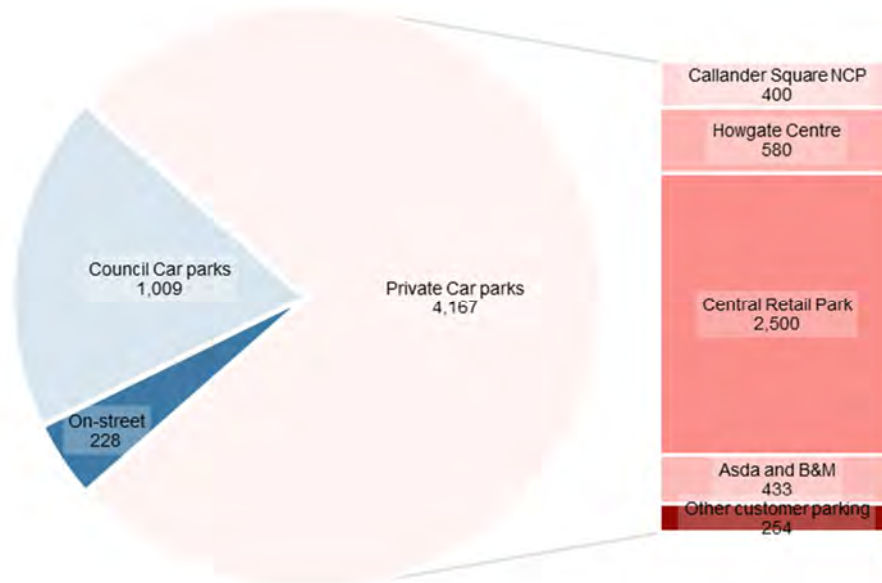 Council Car parks
1,009
On-street
228
Private Car parks
4,167
Callander Square NCP
400
Howgate Centre
580
Central Retail Park
2,500
Asda and B&M
433
Other customer parking
254